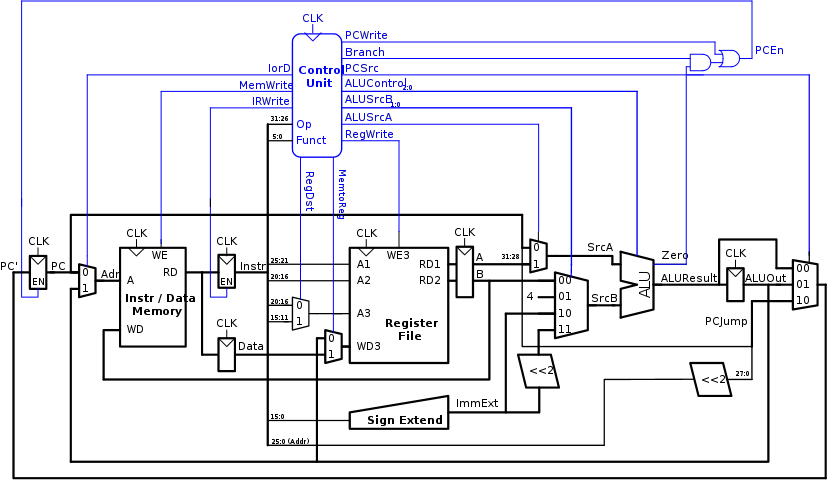 CLK
PCWrite
Branch
PCEn
IorD
Control
Unit
PCSrc
MemWrite
ALUControl 2:0
IRWrite
ALUSrcB 1:0
31:26
Op
ALUSrcA
5:0
Funct
RegWrite
RegDst
MemtoReg
CLK
CLK
CLK
CLK
CLK
PC'
PC
EN
0
1
Adr
WE
RD
A
Instr / Data
Memory
WD
EN
Instr
25:21
20:16
20:16
15:11
0
1
WE3
A1
RD1
A2
RD2
A3
Register
File
WD3
A
31:28
B
0
1
SrcA
4
00
01
10
11
SrcB
ALU
Zero
ALUResult
CLK
ALUOut
00
01
10
PCJump
CLK
Data
0
1
<<2
<<2
27:0
ImmExt
15:0
Sign Extend
25:0 (Addr)